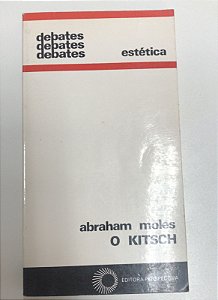 debates
debates
debates
estética
abraham moles
O KITSCH
EDITORA PERSPECTIVA